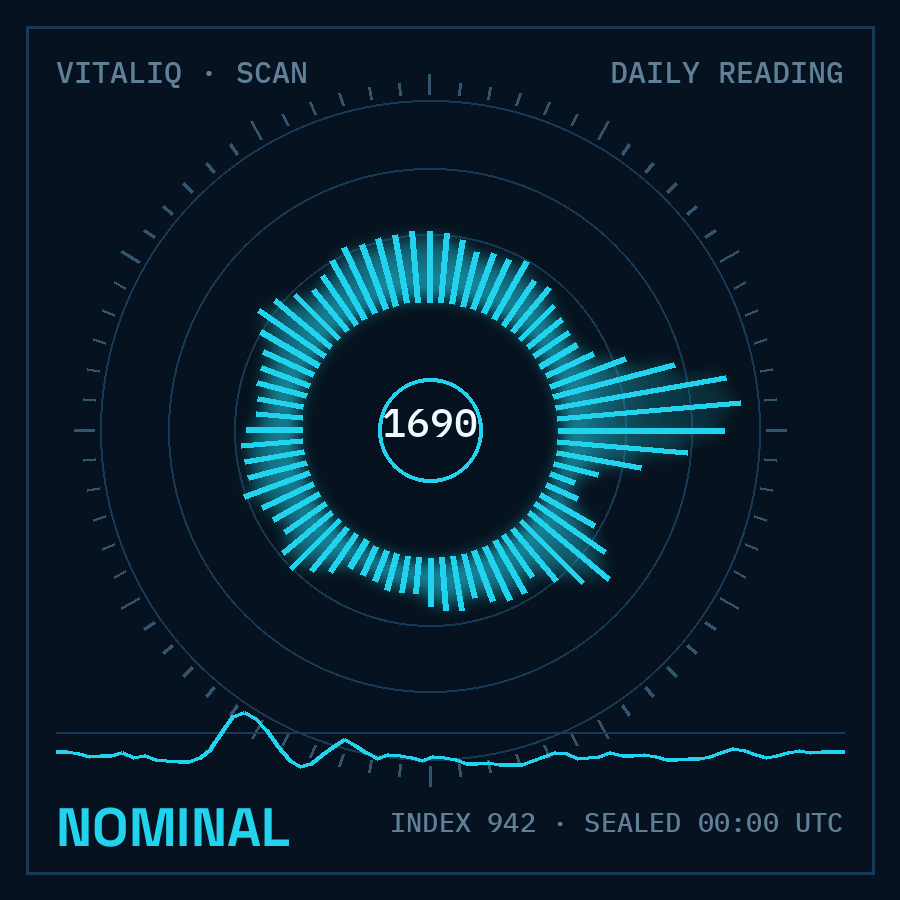 VITALIQ · SCAN
DAILY READING
1690
NOMINAL
INDEX 942 · SEALED 00:00 UTC